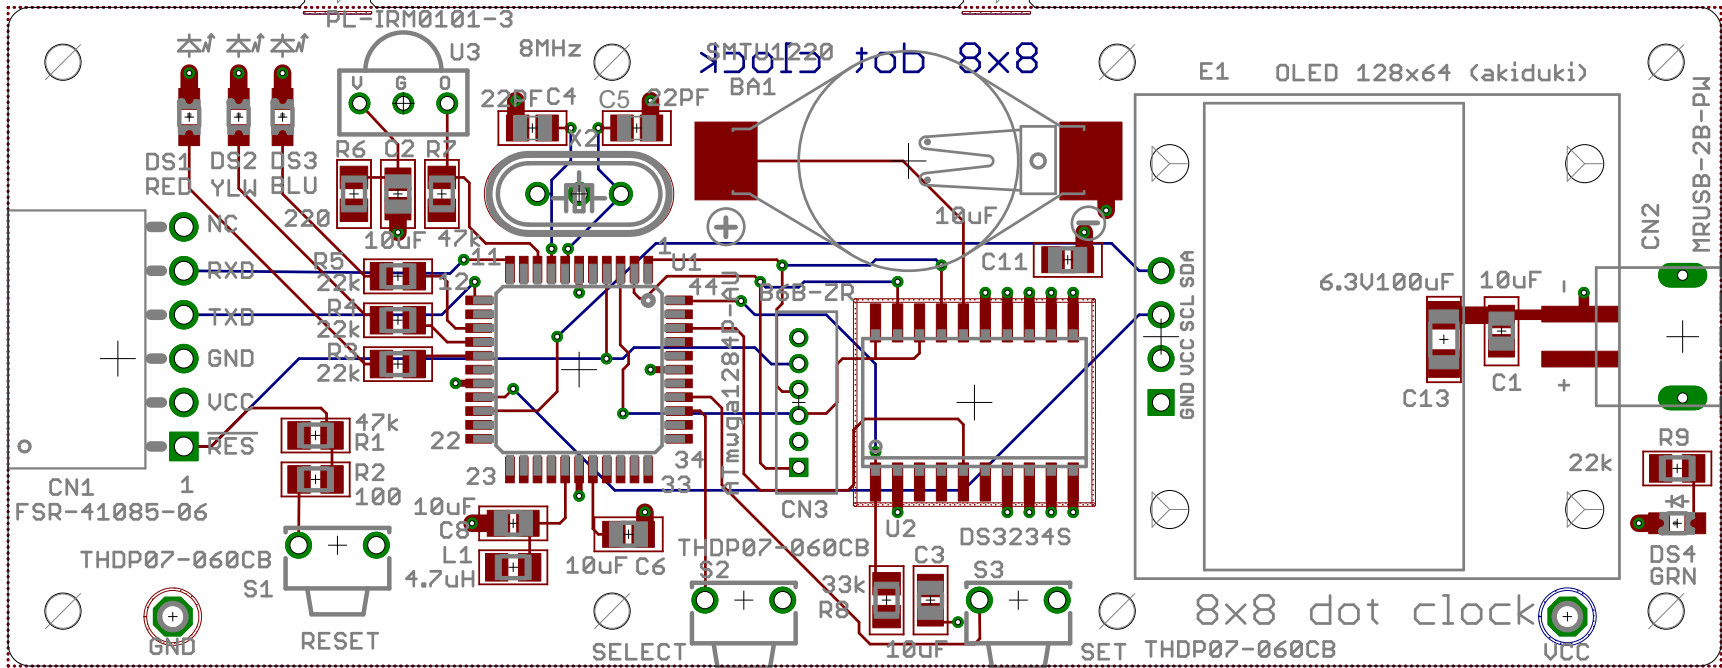 PL-IRM0101-3
U3
8MHz
SMTU1220
8x8 dot clock
BA1
E1
OLED 128x64 (akiduki)
MRUSB-2B-PW
V
G
O
22PF
C4
C5
22PF
X2
R6
C2
R7
DS1
RED
DS2
YLW
DS3
BLU
220
10uF
47k
10uF
CN2
NC
RXD
TXD
GND
VCC
RES
R5
22k
R4
22k
R3
22k
11
12
1
U1
44
ATmwga1284P-AU
B6B-ZR
C11
SDA
SCL
VCC
GND
6.3V100uF
10uF
C13
C1
-
+
47k
R1
R2
100
22
23
34
33
CN1
1
FSR-41085-06
CN3
U2
DS3234S
R9
22k
DS4
GRN
10uF
C8
L1
4.7uH
10uF
C6
THDP07-060CB
S1
RESET
THDP07-060CB
S2
SELECT
33k
R8
C3
10uF
S3
SET
THDP07-060CB
8x8 dot clock
GND
VCC